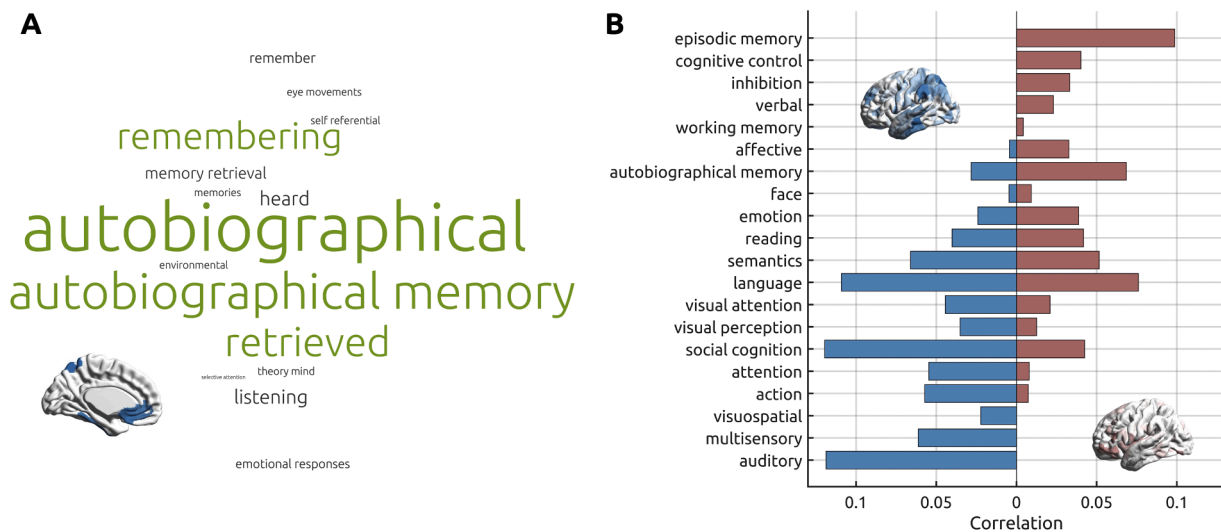 A
remember
eye movements
self referential
remembering
memory retrieval
memories
heard
autobiographical
environmental
autobiographical memory
retrieved
theory mind
selective attention
listening
emotional responses
B
episodic memory
cognitive control
inhibition
verbal
working memory
affective
autobiographical memory
face
emotion
reading
semantics
language
visual attention
visual perception
social cognition
attention
action
visuospatial
multisensory
auditory
0.1 0.05 0 0.05 0.1
Correlation